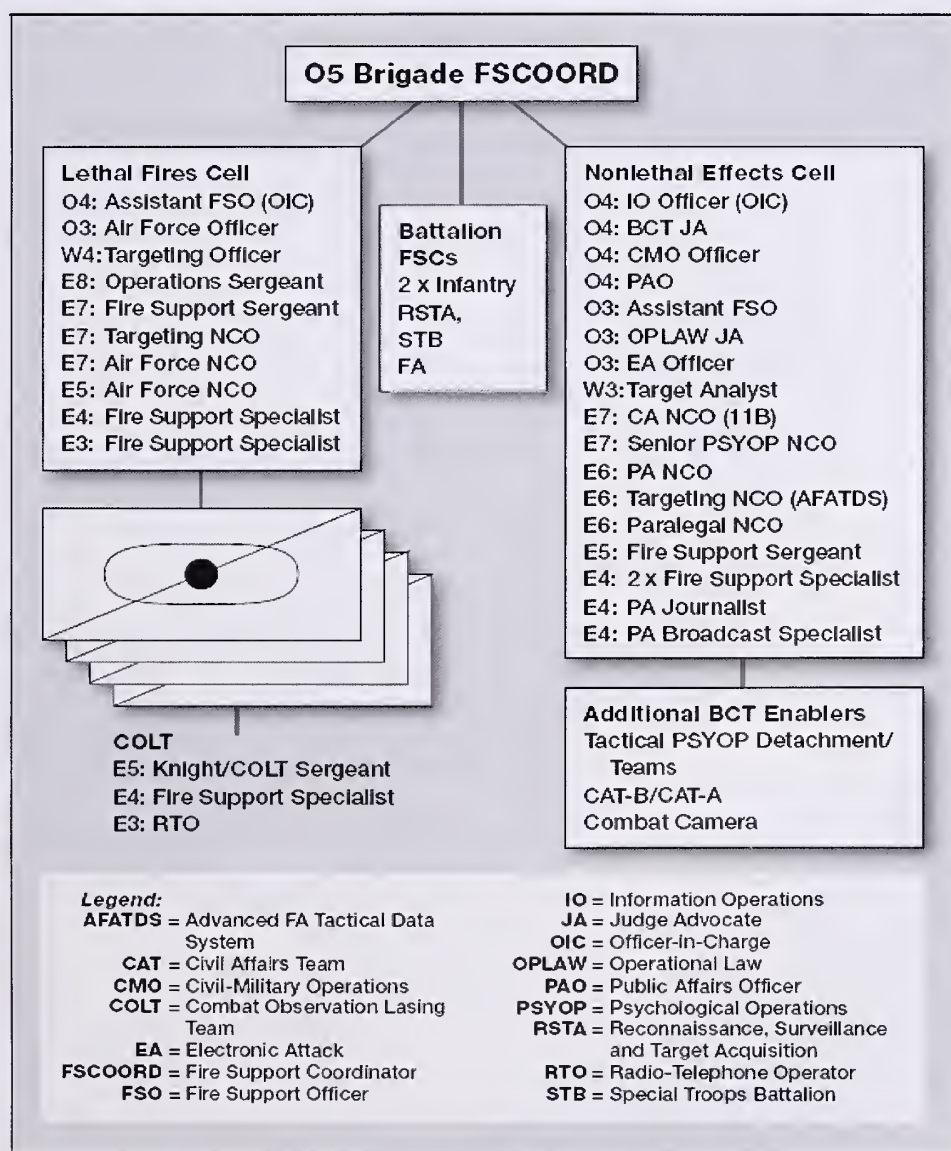 O5 Brigade FSCOORD
Lethal Fires Cell
O4: Assistant FSO (OIC)
O3: Air Force Officer
W4: Targeting Officer
E8: Operations Sergeant
E7: Fire Support Sergeant
E7: Targeting NCO
E7: Air Force NCO
E5: Air Force NCO
E4: Fire Support Specialist
E3: Fire Support Specialist
Battalion
FSCs
2 x Infantry
RSTA,
STB
FA
Nonlethal Effects Cell
O4: IO Officer (OIC)
O4: BCT JA
O4: CMO Officer
O4: PAO
O3: Assistant FSO
O3: OPLAW JA
O3: EA Officer
W3: Target Analyst
E7: CA NCO (11B)
E7: Senior PSYOP NCO
E6: PA NCO
E6: Targeting NCO (AFATDS)
E6: Paralegal NCO
E5: Fire Support Sergeant
E4: 2 x Fire Support Specialist
E4: PA Journalist
E4: PA Broadcast Specialist
COLT
E5: Knight/COLT Sergeant
E4: Fire Support Specialist
E3: RTO
Additional BCT Enablers
Tactical PSYOP Detachment/
Teams
CAT-B/CAT-A
Combat Camera
Legend:
AFATDS = Advanced FA Tactical Data
System
CAT = Civil Affairs Team
CMO = Civil-Military Operations
COLT = Combat Observation Lasing
Team
EA = Electronic Attack
FSCOORD = Fire Support Coordinator
FSO = Fire Support Officer
IO = Information Operations
JA = Judge Advocate
OIC = Officer-in-Charge
OPLAW = Operational Law
PAO = Public Affairs Officer
PSYOP = Psychological Operations
RSTA = Reconnaissance, Surveillance
and Target Acquisition
RTO = Radio-Telephone Operator
STB = Special Troops Battalion